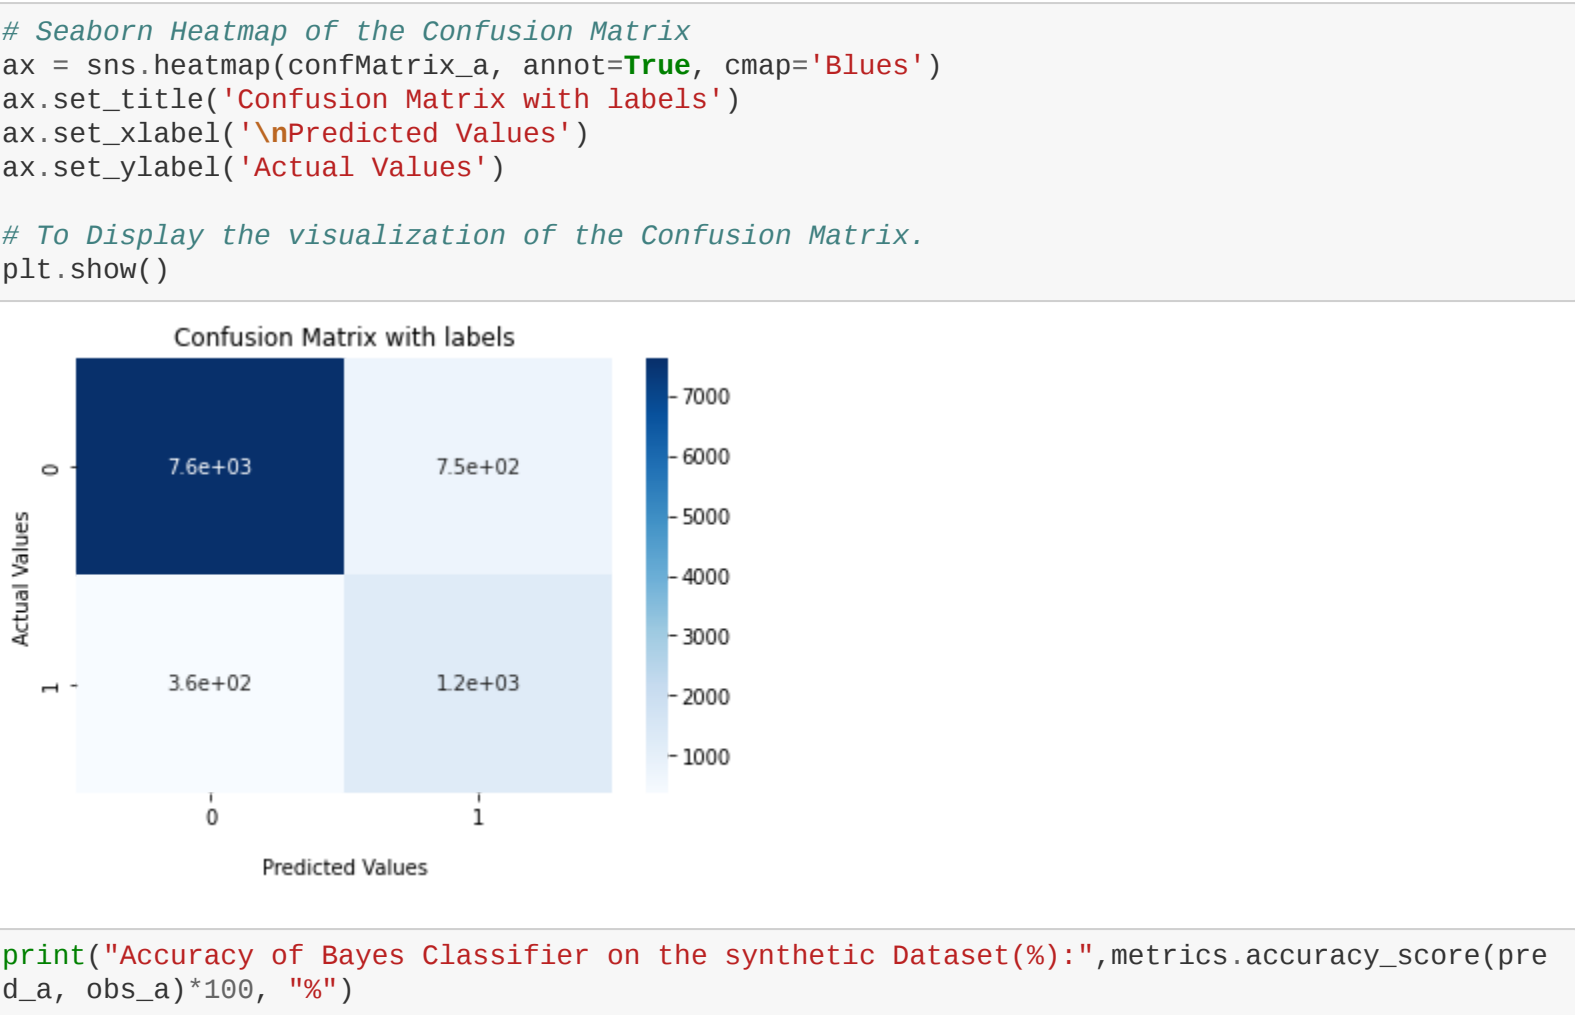 # Seaborn Heatmap of the Confusion Matrix
ax = sns.heatmap(confMatrix_a, annot=True, cmap='Blues')
ax.set_title('Confusion Matrix with labels')
ax.set_xlabel('\nPredicted Values')
ax.set_ylabel('Actual Values')
# To Display the visualization of the Confusion Matrix.
plt.show()
Confusion Matrix with labels
Actual Values
0
7.6e+03
7.5e+02
1
3.6e+02
1.2e+03
0
1
Predicted Values
7000
6000
5000
4000
3000
2000
1000
print("Accuracy of Bayes Classifier on the synthetic Dataset(%):",metrics.accuracy_score(pre
d_a, obs_a)*100, "%")